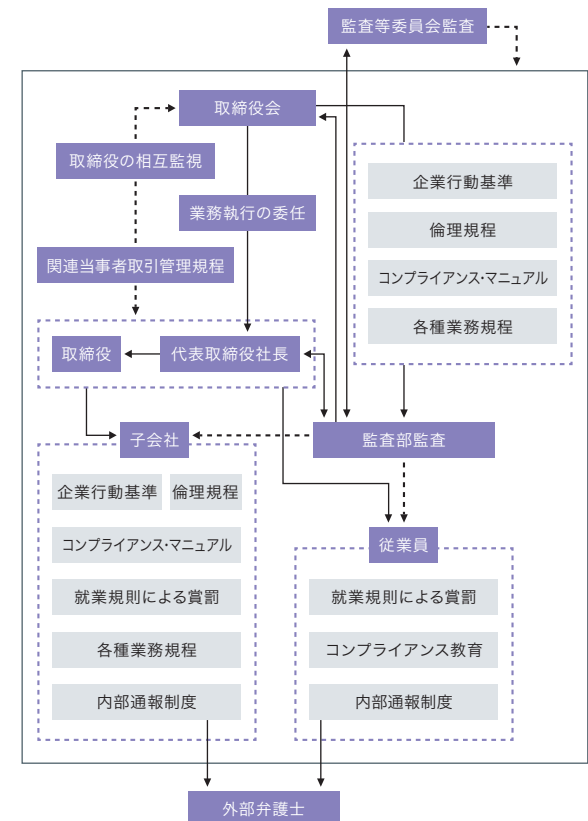 監査等委員会監査
取締役会
取締役の相互監視
業務執行の委任
関連当事者取引管理規程
企業行動基準
倫理規程
コンプライアンス・マニュアル
各種業務規程
取締役
代表取締役社長
子会社
監査部監査
企業行動基準
倫理規程
コンプライアンス・マニュアル
就業規則による賞罰
各種業務規程
内部通報制度
従業員
就業規則による賞罰
コンプライアンス教育
内部通報制度
外部弁護士